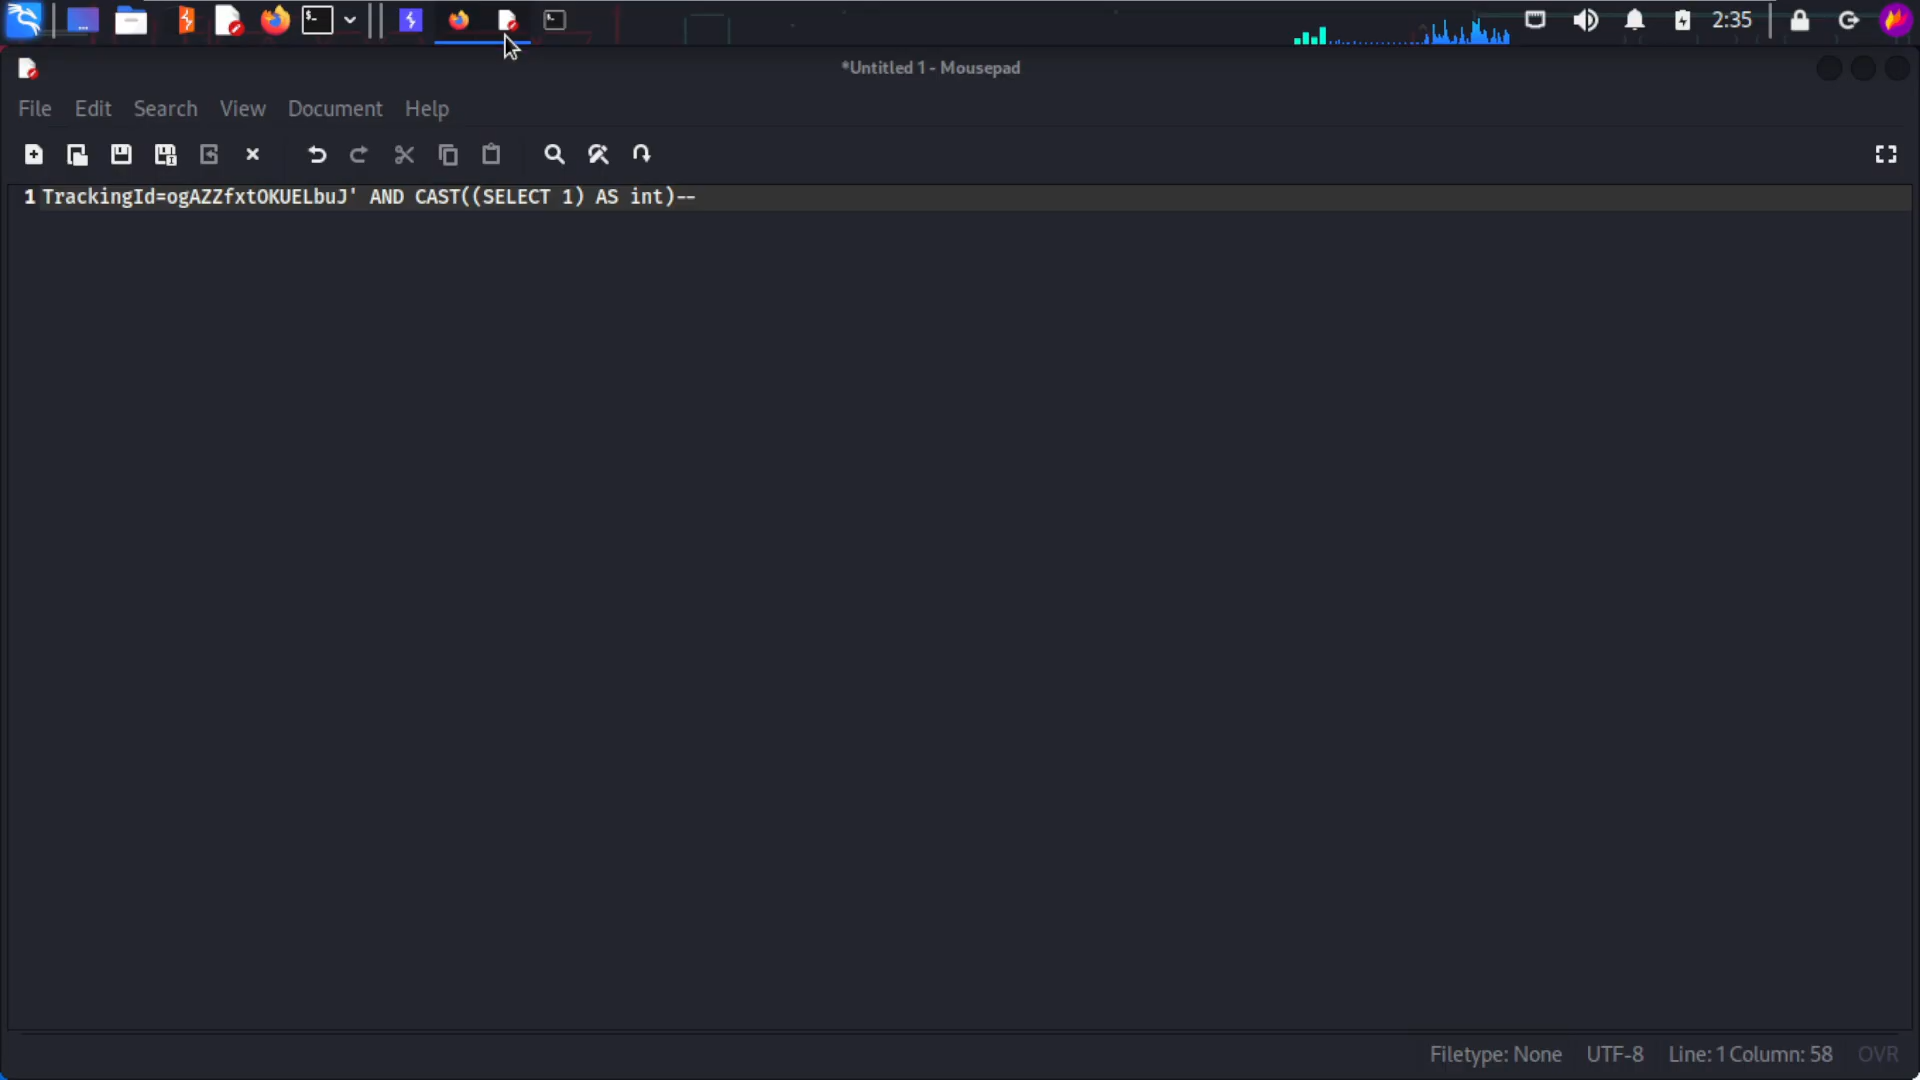 2:35
*Untitled 1 - Mousepad
File Edit Search View Document Help
1 TrackingId=ogAZZfxtOKUELbuJ' AND CAST((SELECT 1) AS int)--
Filetype: None UTF-8 Line: 1 Column: 58 OVR